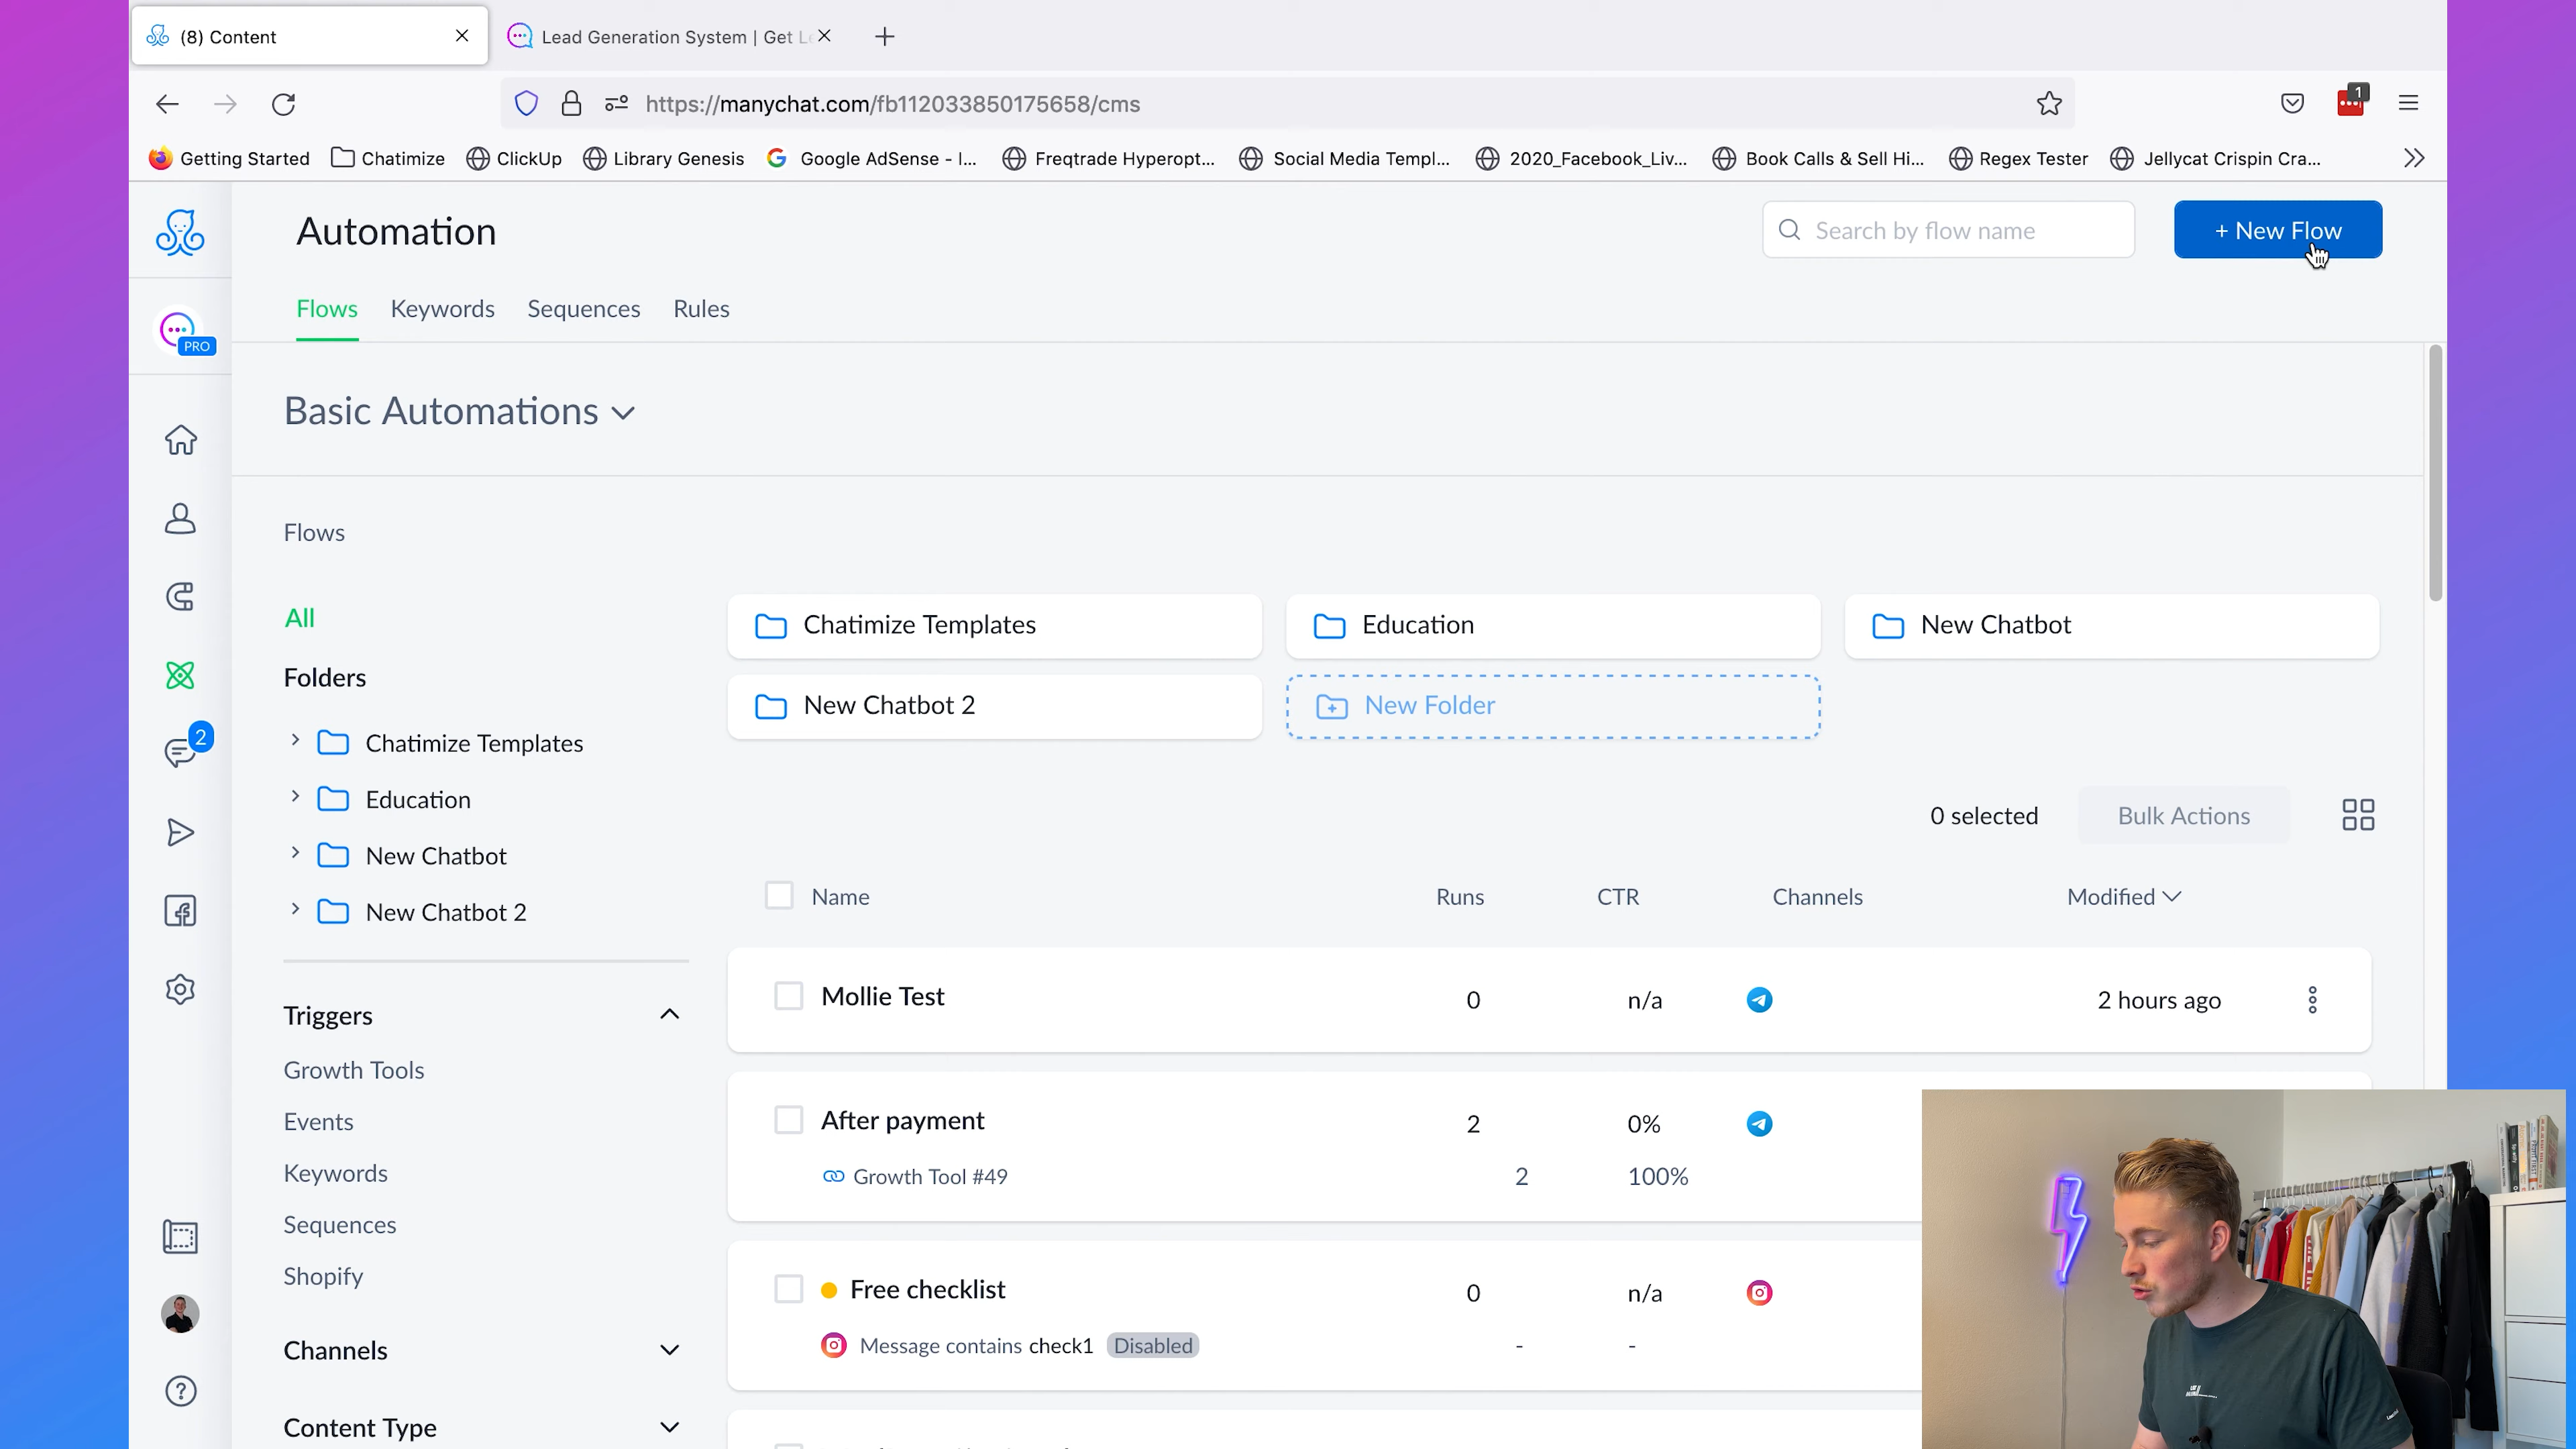 (8) Content
Lead Generation System | Get Le
https://manychat.com/fb112033850175658/cms
1
Getting Started
Chatimize
ClickUp
Library Genesis
Google AdSense - I...
Freqtrade Hyperopt...
Social Media Templ...
2020_Facebook_Liv...
Book Calls & Sell Hi...
Regex Tester
Jellycat Crispin Cra...
Automation
Search by flow name
+ New Flow
Flows
Keywords
Sequences
Rules
PRO
Basic Automations
Flows
All
Folders
Chatimize Templates
Education
New Chatbot
New Chatbot 2
Chatimize Templates
Education
New Chatbot
New Chatbot 2
New Folder
2
0 selected
Bulk Actions
Name Runs CTR Channels Modified
Mollie Test 0 n/a 2 hours ago
After payment 2 0%
Growth Tool #49 2 100%
Free checklist 0 n/a
Message contains check1 Disabled - -
Triggers
Growth Tools
Events
Keywords
Sequences
Shopify
Channels
Content Type